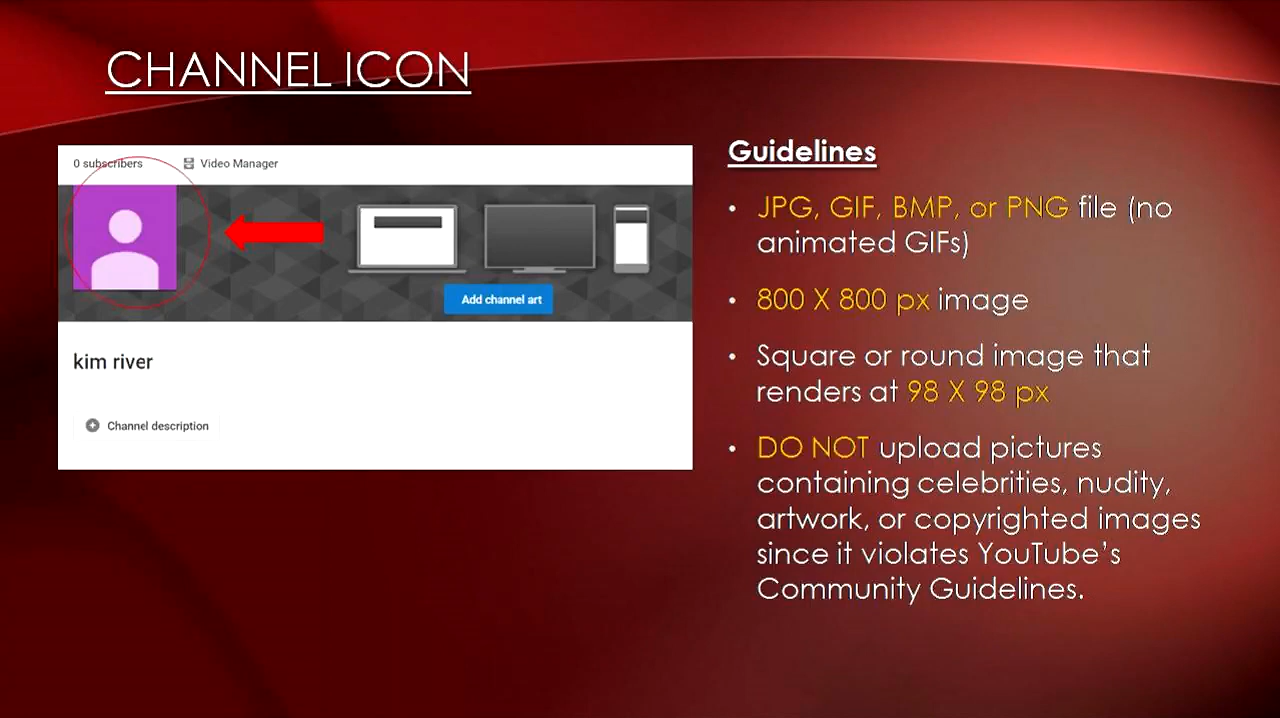 CHANNEL ICON
0 subscribers Video Manager
Add channel art
kim river
Channel description
Guidelines
• JPG, GIF, BMP, or PNG file (no
animated GIFs)
• 800 X 800 px image
• Square or round image that
renders at 98 X 98 px
• DO NOT upload pictures
containing celebrities, nudity,
artwork, or copyrighted images
since it violates YouTube’s
Community Guidelines.